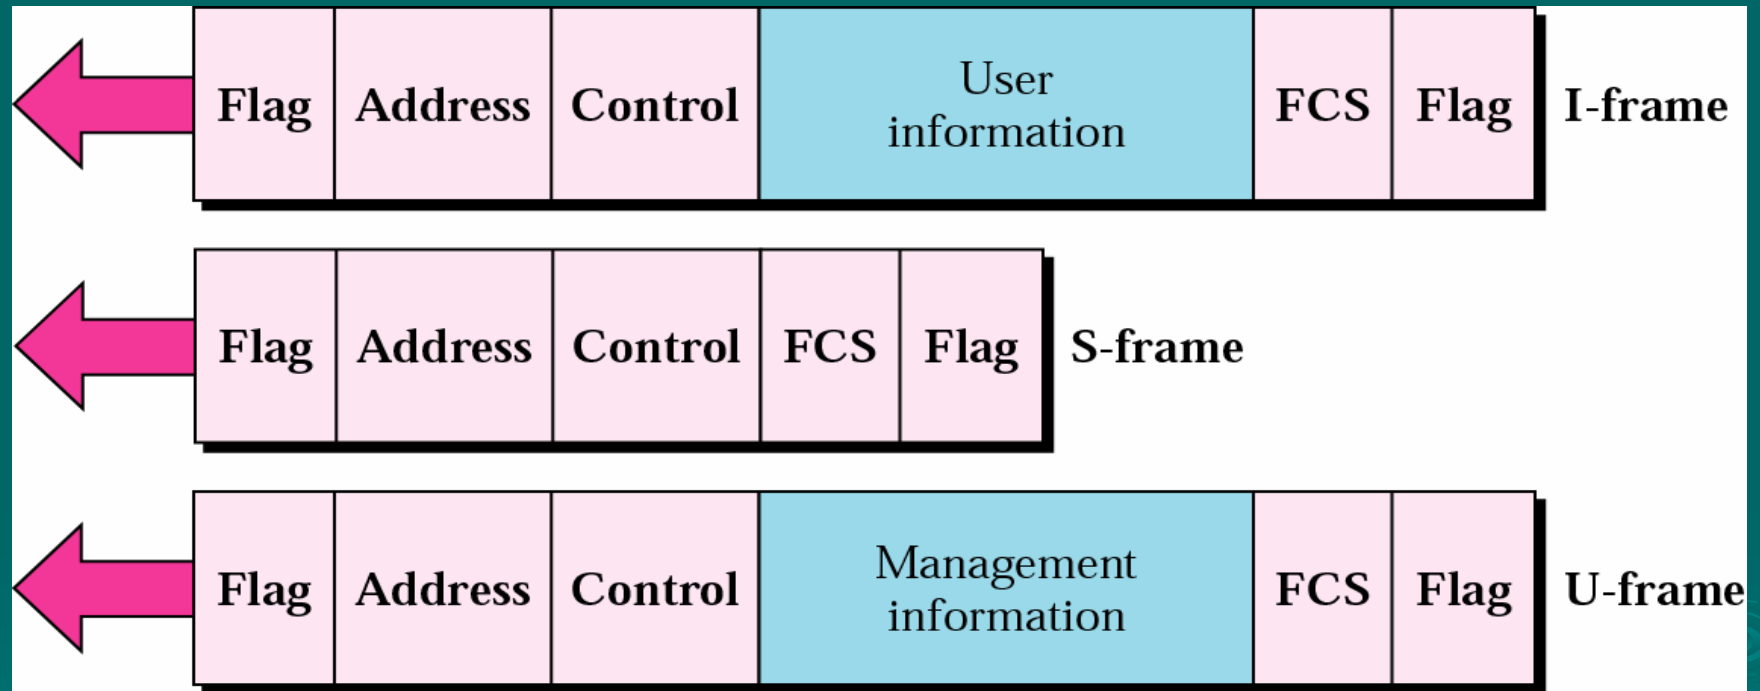 Flag Address Control User information FCS Flag I-frame
Flag Address Control FCS Flag S-frame
Flag Address Control Management information FCS Flag U-frame